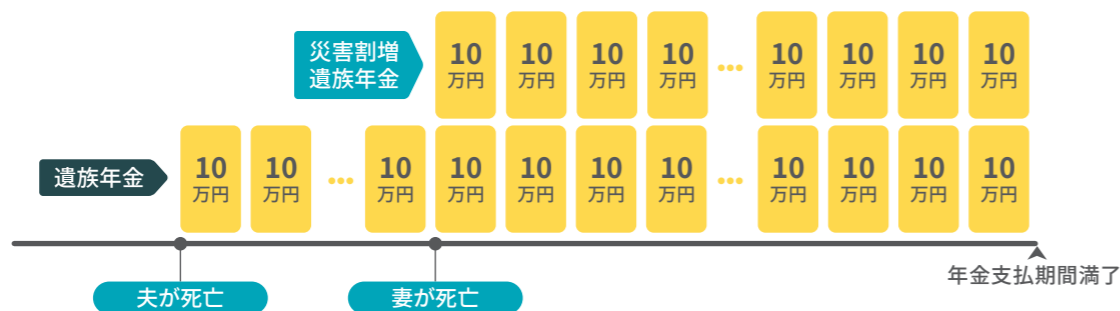 災害割増
遺族年金
10 10 10 10 ••• 10 10 10 10
万円 万円 万円 万円 万円 万円 万円 万円
遺族年金
10 10 ••• 10 10 10 10 10 ••• 10 10 10 10
万円 万円 万円 万円 万円 万円 万円 万円 万円 万円 万円
年金支払期間満了
夫が死亡 妻が死亡